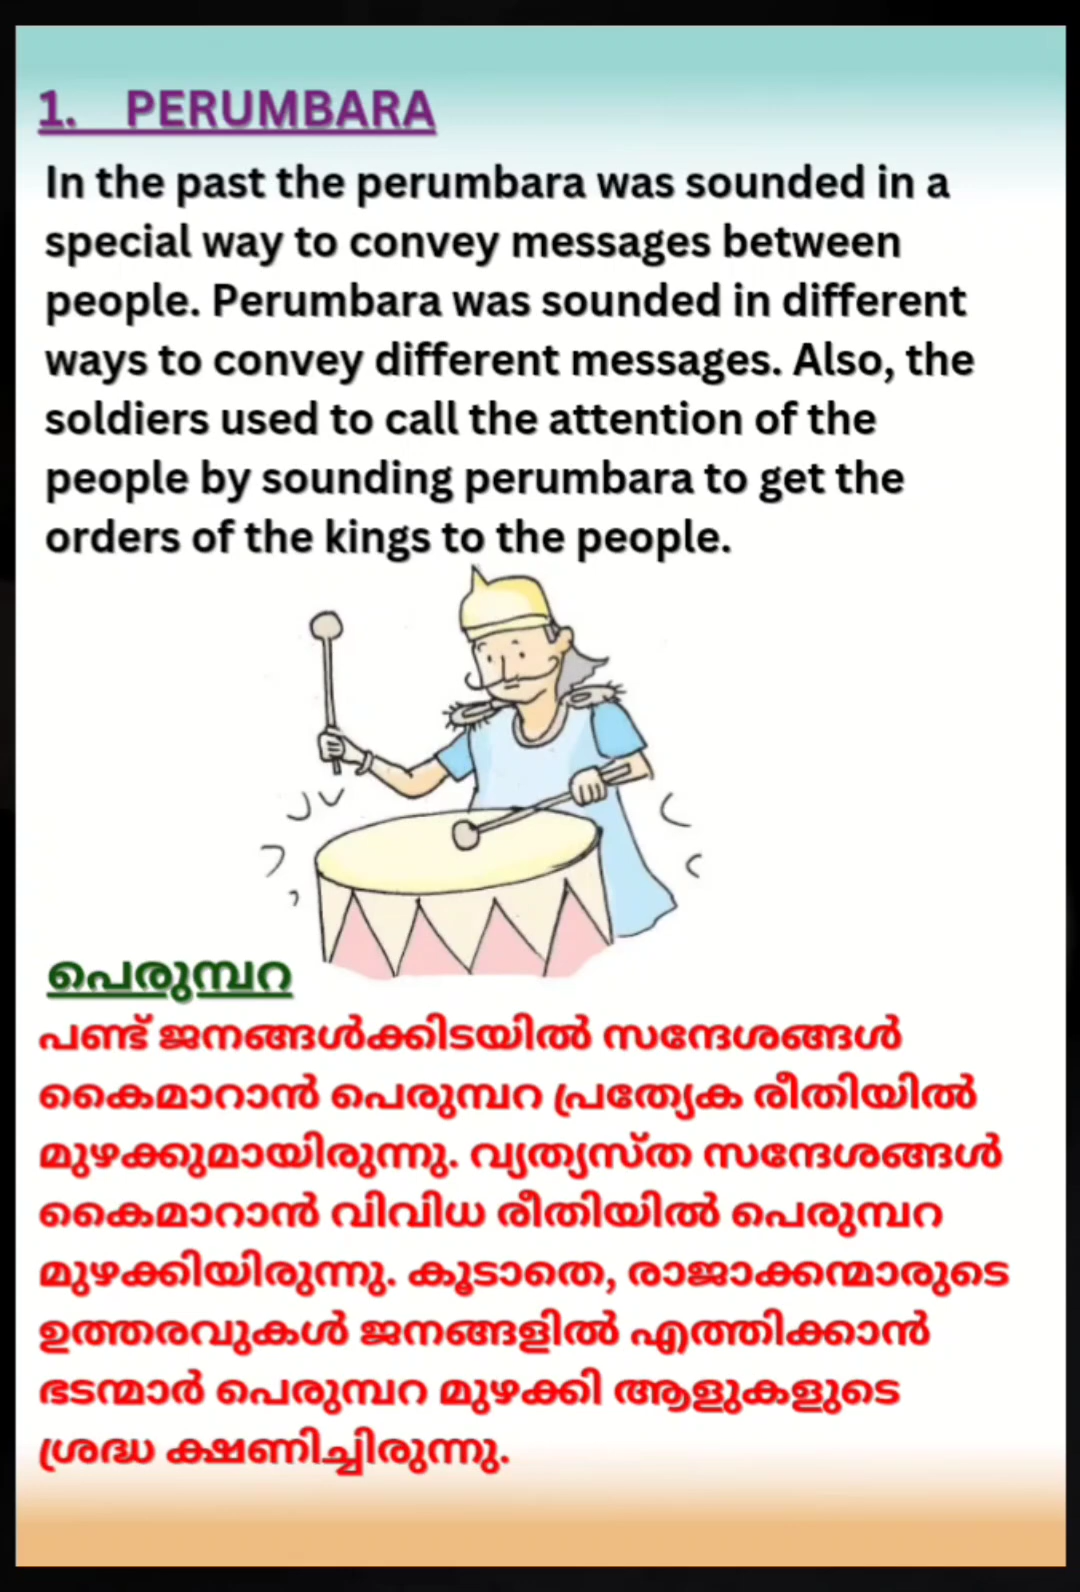 1. PERUMBARA
In the past the perumbara was sounded in a
special way to convey messages between
people. Perumbara was sounded in different
ways to convey different messages. Also, the
soldiers used to call the attention of the
people by sounding perumbara to get the
orders of the kings to the people.
പെരുമ്പറ
പണ്ട് ജനങ്ങൾക്കിടയിൽ സന്ദേശങ്ങൾ
കൈമാറാൻ പെരുമ്പറ പ്രത്യേക രീതിയിൽ
മുഴക്കുമായിരുന്നു. വ്യത്യസ്ത സന്ദേശങ്ങൾ
കൈമാറാൻ വിവിധ രീതിയിൽ പെരുമ്പറ
മുഴക്കിയിരുന്നു. കൂടാതെ, രാജാക്കന്മാരുടെ
ഉത്തരവുകൾ ജനങ്ങളിൽ എത്തിക്കാൻ
ഭടന്മാർ പെരുമ്പറ മുഴക്കി ആളുകളുടെ
ശ്രദ്ധ ക്ഷണിച്ചിരുന്നു.